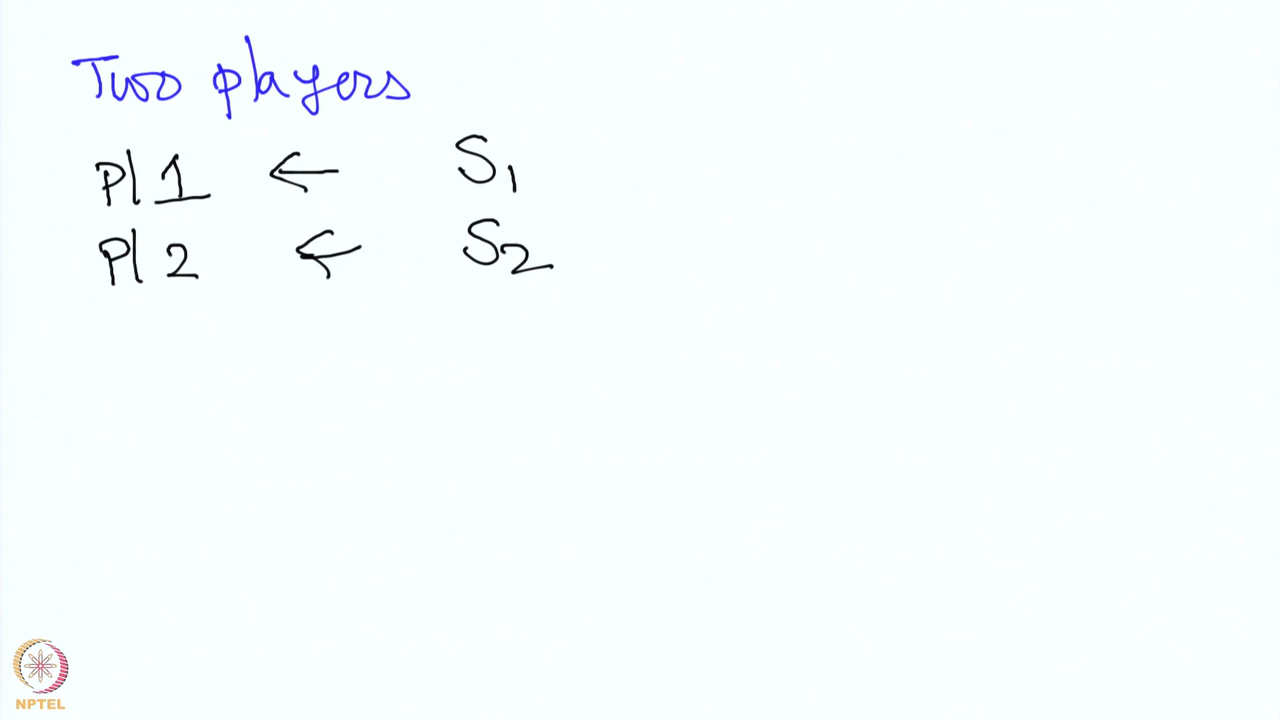 Two players
Pl 1 ← S₁
Pl 2 ← S₂
NPTEL